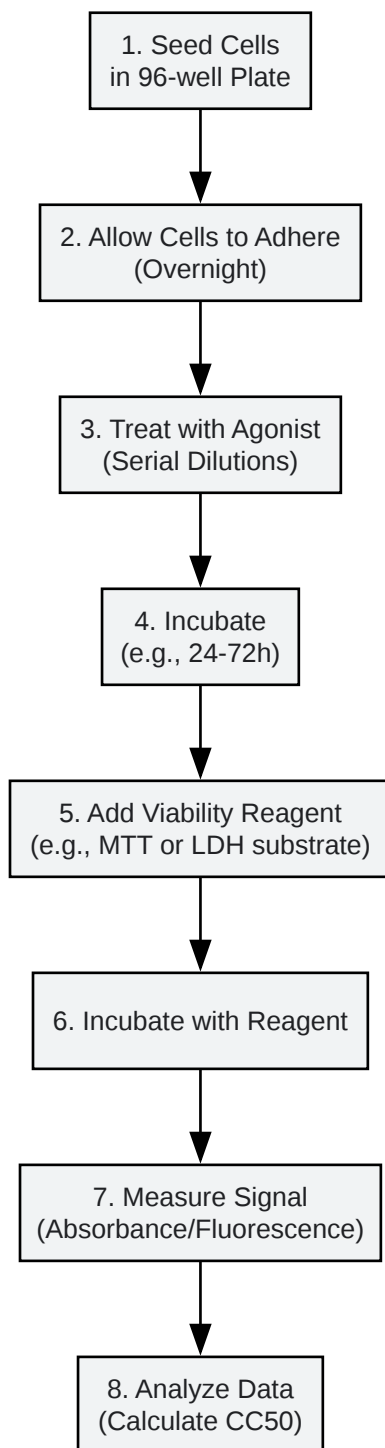 1. Seed Cells
in 96-well Plate
2. Allow Cells to Adhere
(Overnight)
3. Treat with Agonist
(Serial Dilutions)
4. Incubate
(e.g., 24-72h)
5. Add Viability Reagent
(e.g., MTT or LDH substrate)
6. Incubate with Reagent
7. Measure Signal
(Absorbance/Fluorescence)
8. Analyze Data
(Calculate CC50)